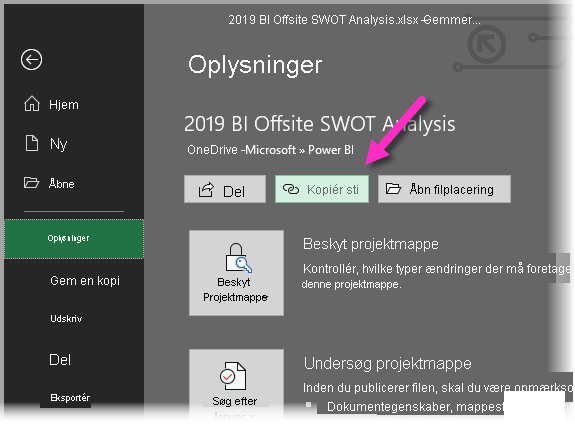 2019 BI Offsite SWOT Analysis.xlsx -Gemmer...
Oplysninger
Hjem
Ny
Åbne
Oplysninger
Gem en kopi
Udskriv
Del
Eksportér
2019 BI Offsite SWOT Analysis
OneDrive -Microsoft » Power BI
Del
Kopiér sti
Åbn filplacering
Beskyt
Projektmappe
Beskyt projektmappe
Kontrollér, hvilke typer ændringer der må foretage
denne projektmappe.
Søg efter
Undersøg projektmappe
Inden du publicerer filen, skal du være opmærkso
Dokumentegenskaber, mappest